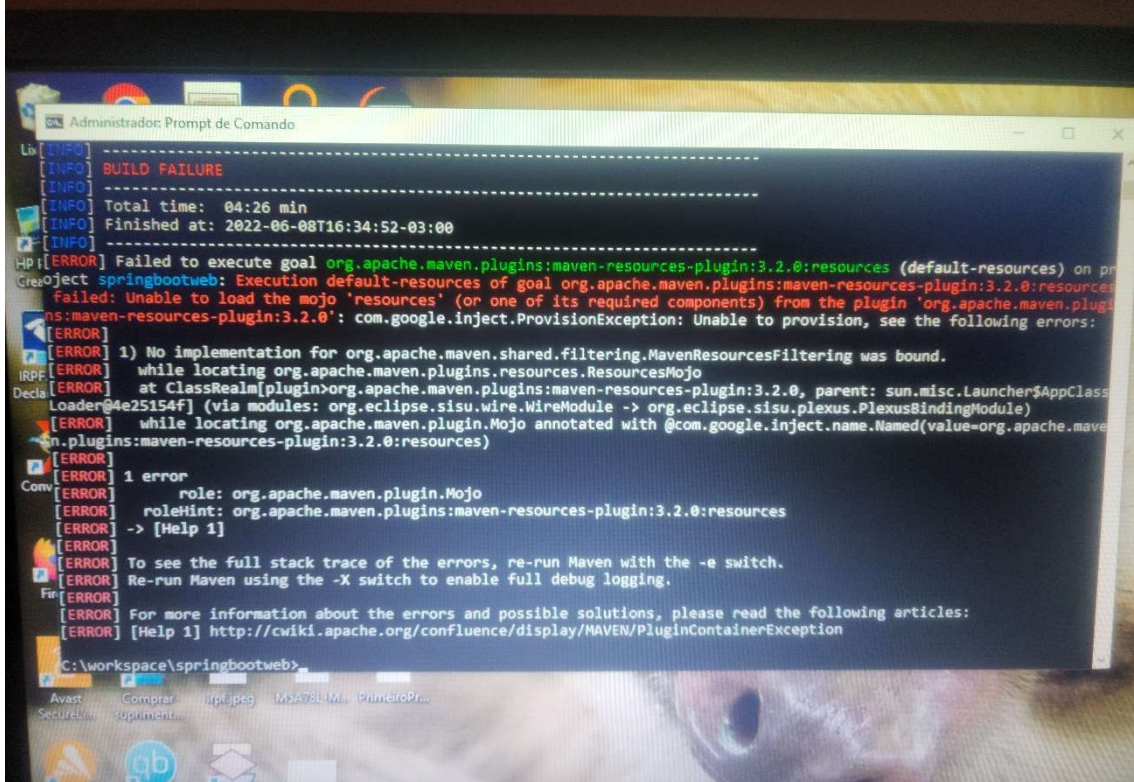 Administrador: Prompt de Comando
[INFO] ------------------------------------------------------------------------
[INFO] BUILD FAILURE
[INFO] ------------------------------------------------------------------------
[INFO] Total time:  04:26 min
[INFO] Finished at: 2022-06-08T16:34:52-03:00
[INFO] ------------------------------------------------------------------------
[ERROR] Failed to execute goal org.apache.maven.plugins:maven-resources-plugin:3.2.0:resources (default-resources) on pr
oject springbootweb: Execution default-resources of goal org.apache.maven.plugins:maven-resources-plugin:3.2.0:resources
failed: Unable to load the mojo 'resources' (or one of its required components) from the plugin 'org.apache.maven.plugi
ns:maven-resources-plugin:3.2.0': com.google.inject.ProvisionException: Unable to provision, see the following errors:
[ERROR]
[ERROR] 1) No implementation for org.apache.maven.shared.filtering.MavenResourcesFiltering was bound.
[ERROR]   while locating org.apache.maven.plugins.resources.ResourcesMojo
[ERROR]   at ClassRealm[plugin>org.apache.maven.plugins:maven-resources-plugin:3.2.0, parent: sun.misc.Launcher$AppClass
Loader@4e25154f] (via modules: org.eclipse.sisu.wire.WireModule -> org.eclipse.sisu.plexus.PlexusBindingModule)
[ERROR]   while locating org.apache.maven.plugin.Mojo annotated with @com.google.inject.name.Named(value=org.apache.mave
n.plugins:maven-resources-plugin:3.2.0:resources)
[ERROR]
[ERROR] 1 error
[ERROR]       role: org.apache.maven.plugin.Mojo
[ERROR]   roleHint: org.apache.maven.plugins:maven-resources-plugin:3.2.0:resources
[ERROR] -> [Help 1]
[ERROR]
[ERROR] To see the full stack trace of the errors, re-run Maven with the -e switch.
[ERROR] Re-run Maven using the -X switch to enable full debug logging.
[ERROR]
[ERROR] For more information about the errors and possible solutions, please read the following articles:
[ERROR] [Help 1] http://cwiki.apache.org/confluence/display/MAVEN/PluginContainerException
C:\workspace\springbootweb>
Lix
HP
Crea
IRPF
Decla
Conv
Fir
Avast
Comprar
irpf.jpeg
PrimeiroPr...
SecureL...
supriment...
qb